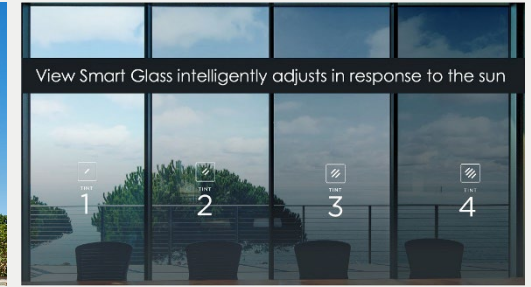 View Smart Glass intelligently adjusts in response to the sun
TINT
1
TINT
2
TINT
3
TINT
4